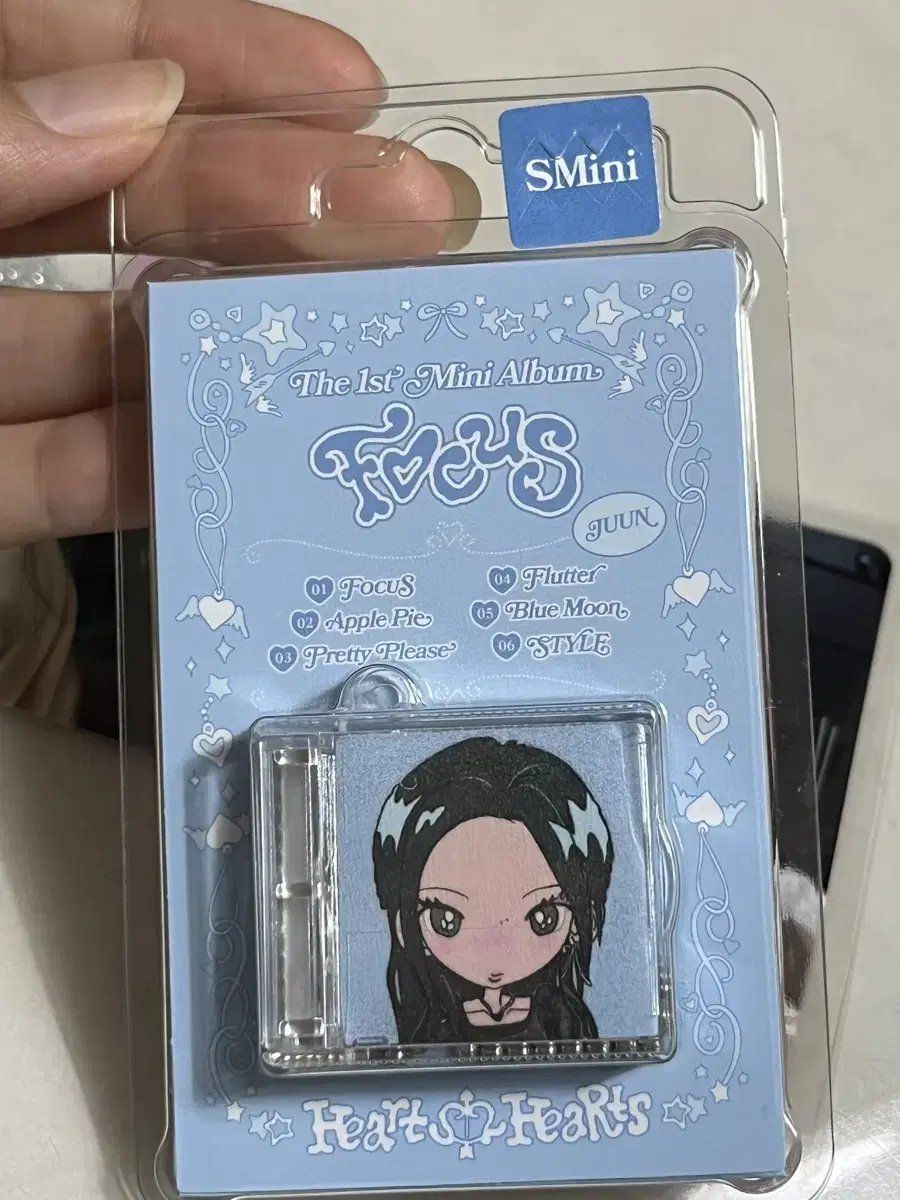 SMini
The 1st Mini Album
Focus
JUUN
01 Focus
02 Apple Pie
03 Pretty Please
04 Flutter
05 Blue Moon
06 STYLE
Hearts2Hearts